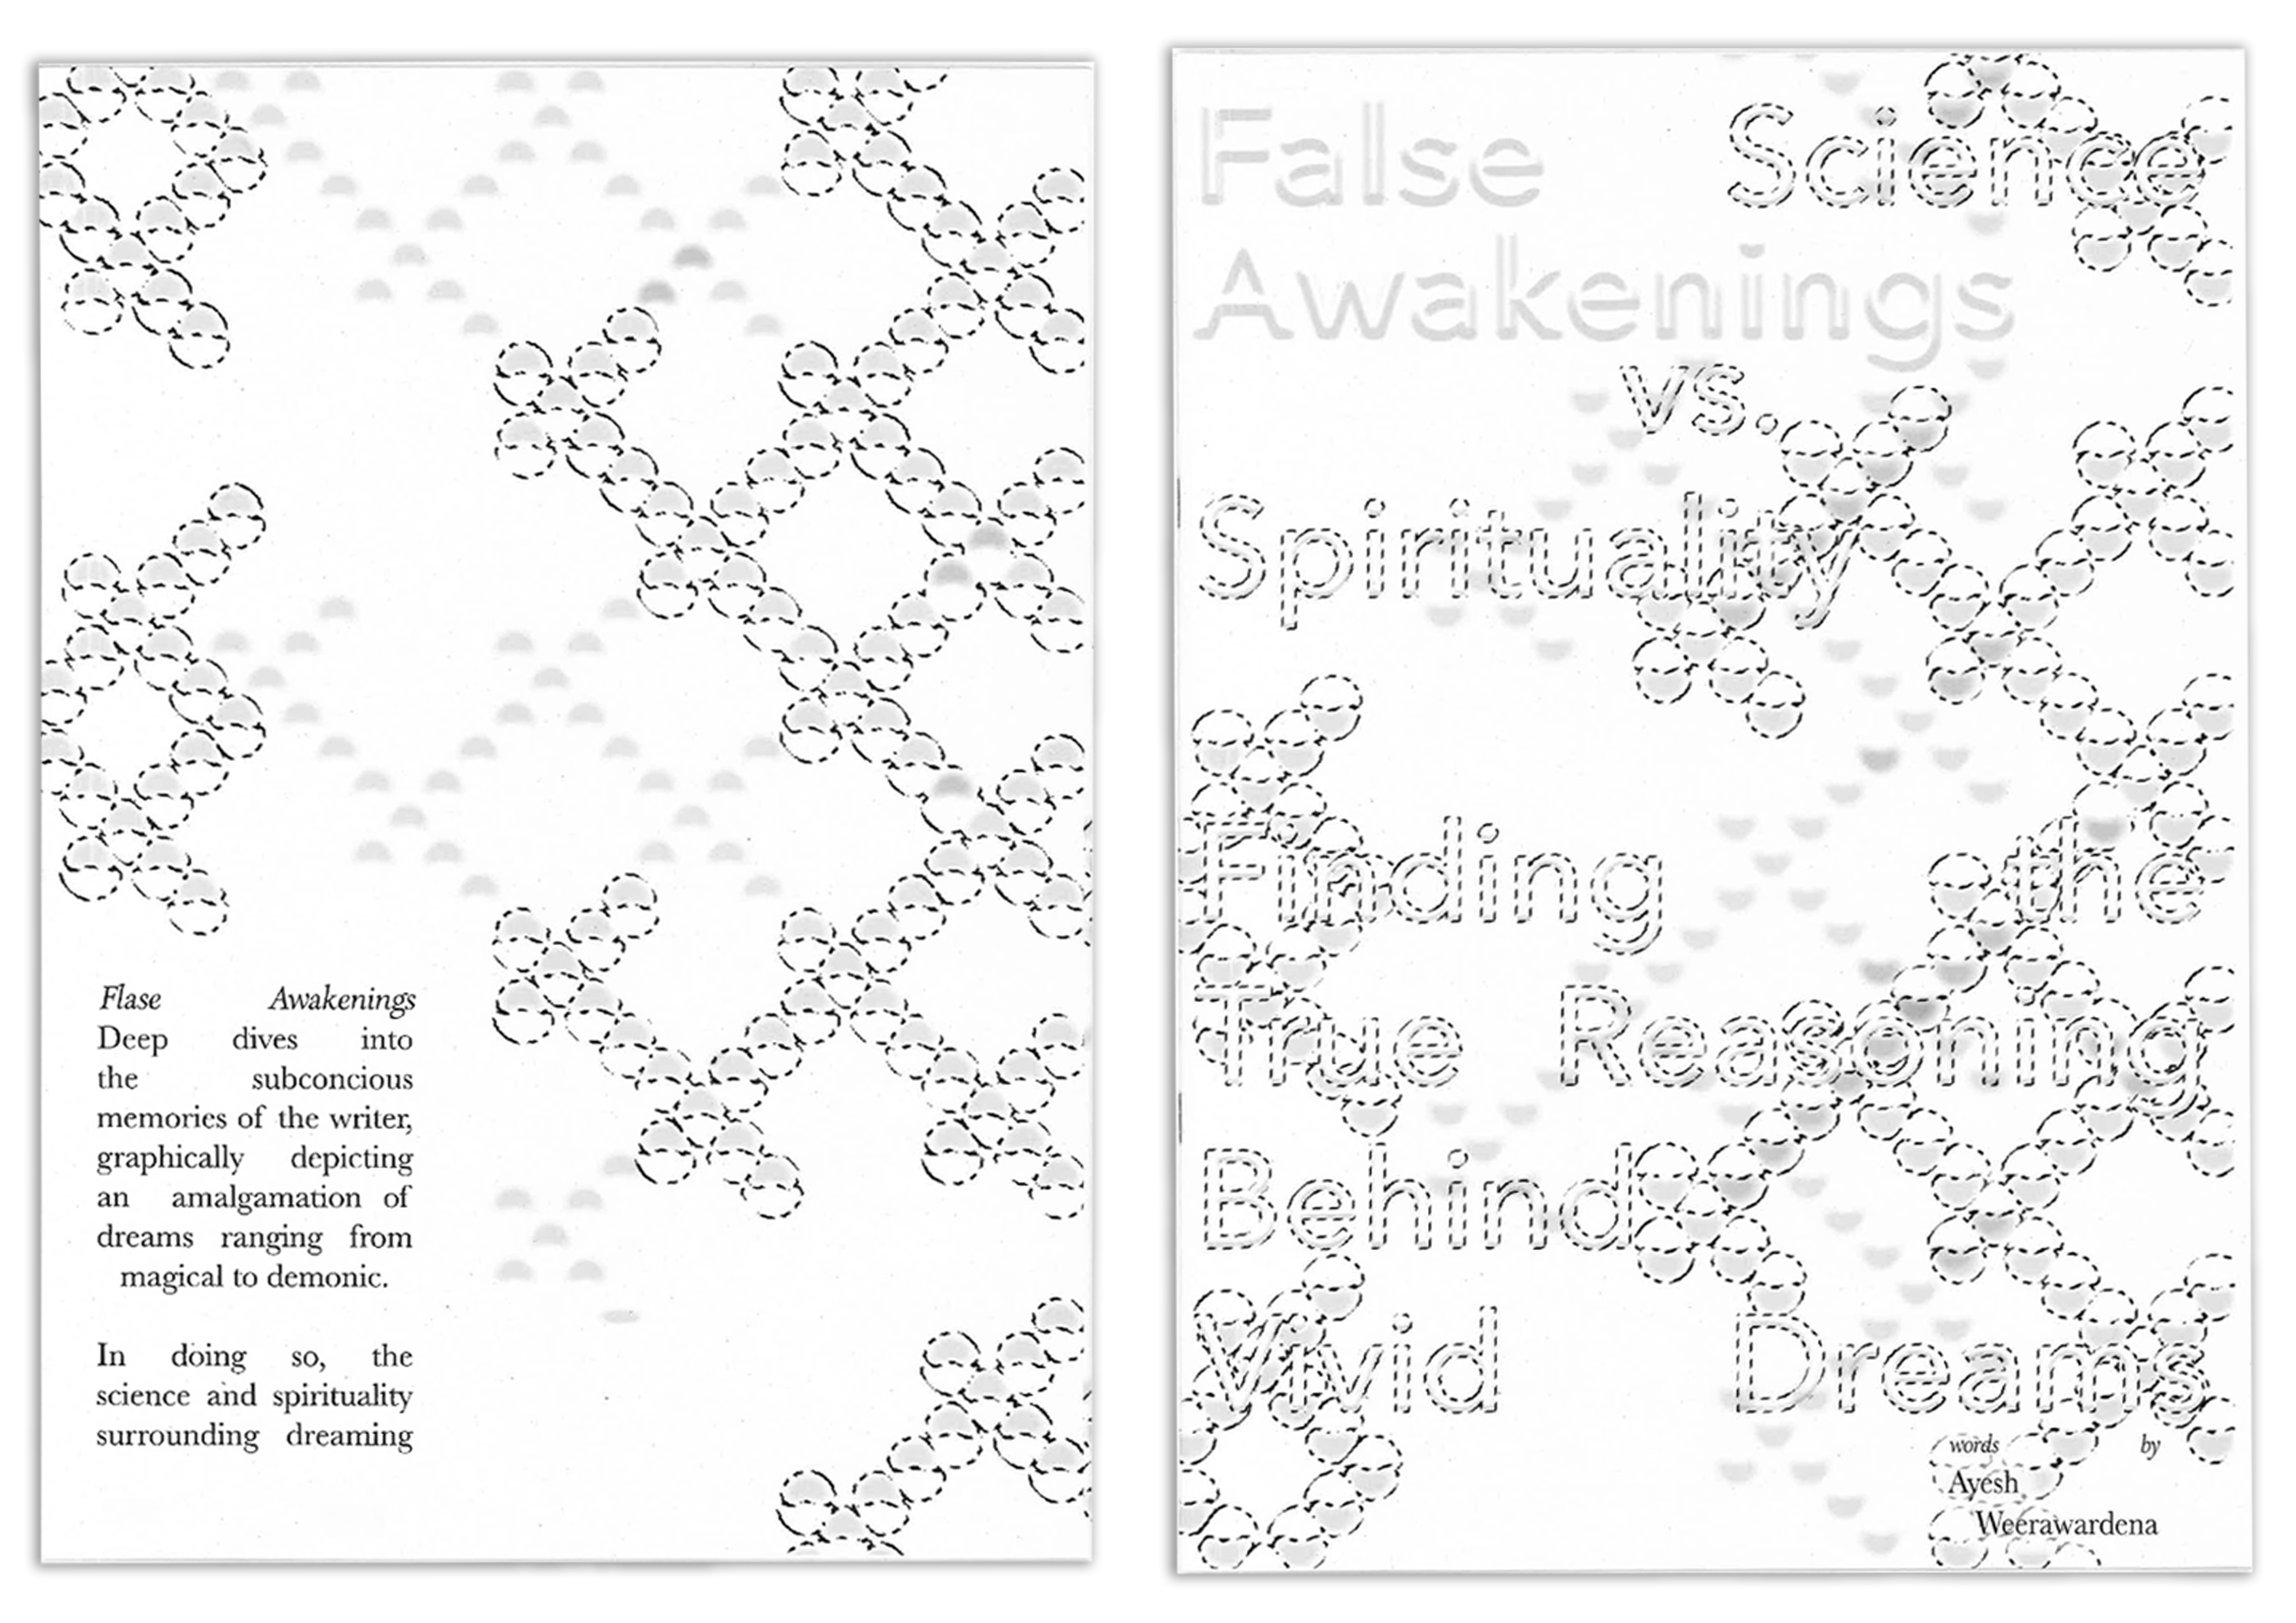 Flase Awakenings
Deep dives into
the subconcious
memories of the writer,
graphically depicting
an amalgamation of
dreams ranging from
magical to demonic.
In doing so, the
science and spirituality
surrounding dreaming
False Science
Awakenings
vs.
Spirituality
Finding the
True Reasoning
Behind
Vivid Dreams
words by
Ayesh
Weerawardena